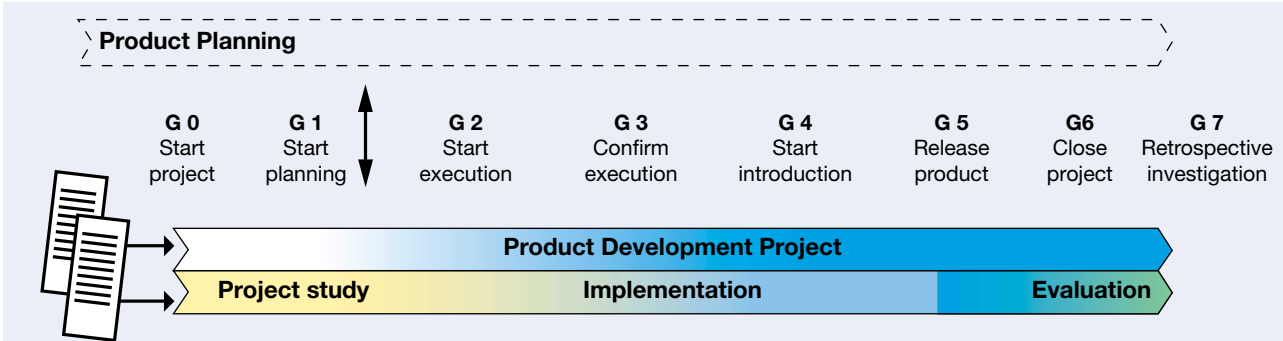 Product Planning
G 0 G 1 G 2 G 3 G 4 G 5 G6 G 7
Start Start Start Confirm Start Release Close Retrospective
project planning execution execution introduction product project investigation
Product Development Project
Project study Implementation Evaluation